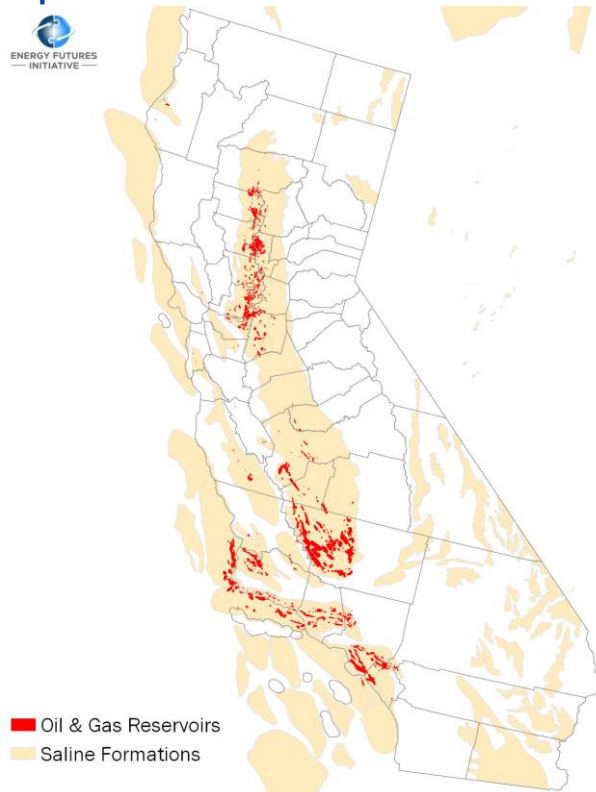 ENERGY FUTURES
INITIATIVE
Oil & Gas Reservoirs
Saline Formations